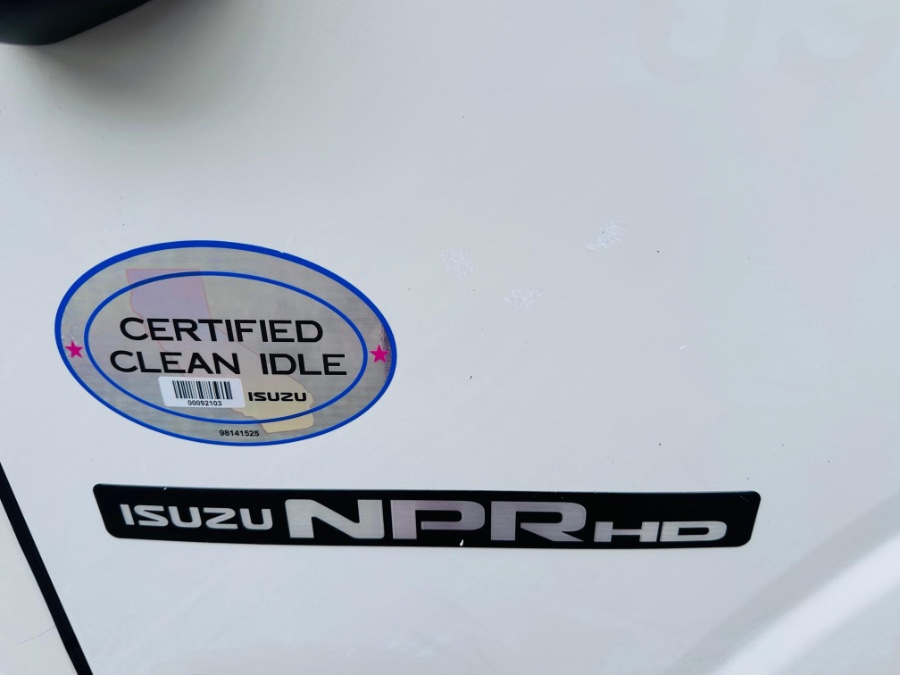 CERTIFIED
CLEAN IDLE
00092103
ISUZU
98141525
ISUZU NPR HD